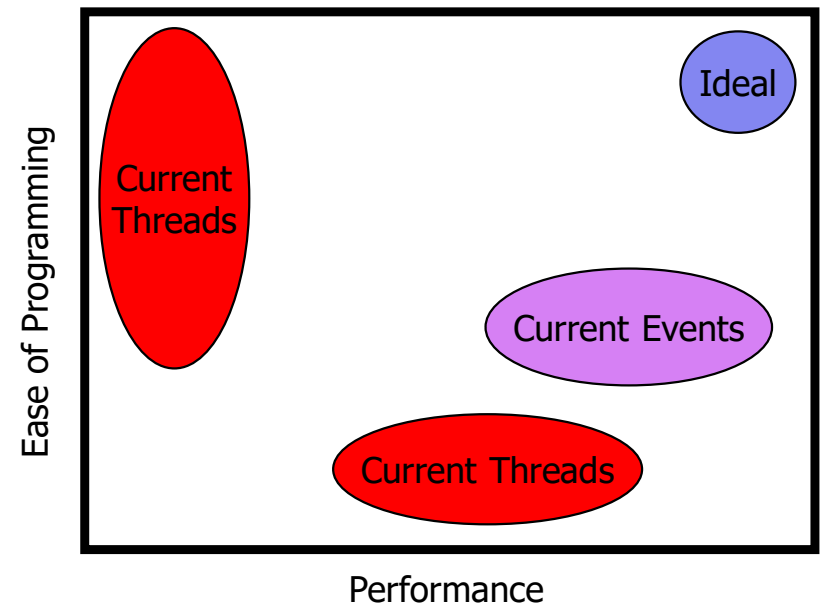 Ideal
Current
Threads
Ease of Programming
Current Events
Current Threads
Performance